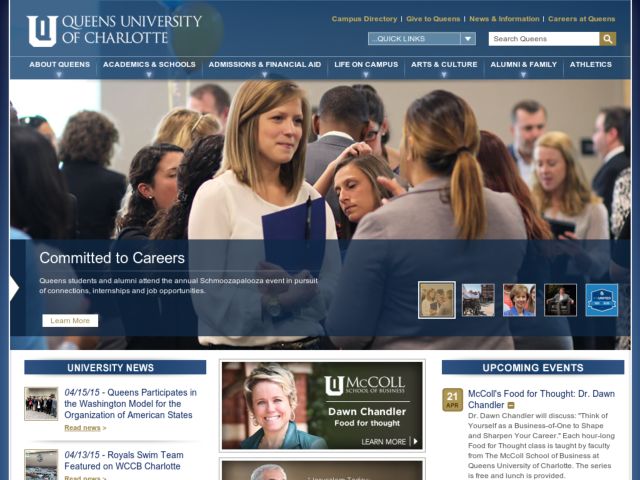 QUEENS UNIVERSITY
OF CHARLOTTE
Campus Directory | Give to Queens | News & Information | Careers at Queens
..QUICK LINKS
Search Queens
ABOUT QUEENS
ACADEMICS & SCHOOLS
ADMISSIONS & FINANCIAL AID
LIFE ON CAMPUS
ARTS & CULTURE
ALUMNI & FAMILY
ATHLETICS
Committed to Careers
Queens students and alumni attend the annual Schmoozapalooza event in pursuit
of connections, internships and job opportunities.
Learn More
UNIVERSITY NEWS
04/15/15 - Queens Participates in
the Washington Model for the
Organization of American States
Read news >
04/13/15 - Royals Swim Team
Featured on WCCB Charlotte
Read news >
McCOLL
SCHOOL OF BUSINESS
Dawn Chandler
Food for thought
LEARN MORE
Jerusalem Today:
UPCOMING EVENTS
21
APR
McColl's Food for Thought: Dr. Dawn
Chandler
Dr. Dawn Chandler will discuss: "Think of
Yourself as a Business-of-One to Shape
and Sharpen Your Career." Each hour-long
Food for Thought class is taught by faculty
from The McColl School of Business at
Queens University of Charlotte. The series
is free and lunch is provided.